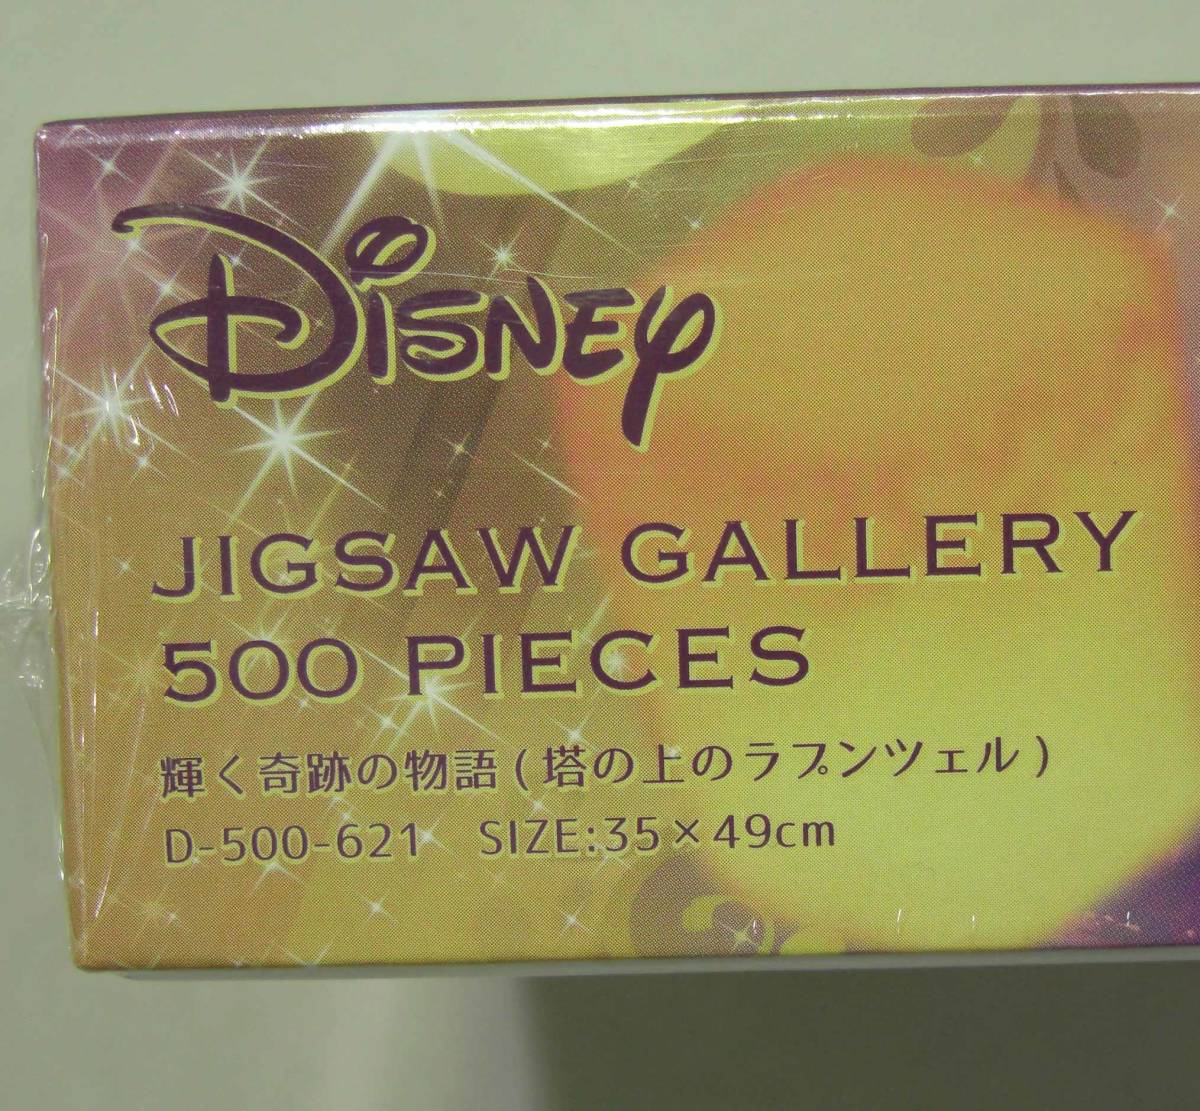 Disney
JIGSAW GALLERY
500 PIECES
輝く奇跡の物語(塔の上のラプンツェル)
D-500-621 SIZE:35×49cm